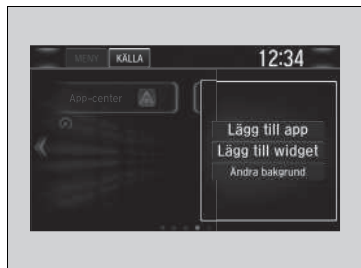 MENY KÄLLA 12:34
App-center
Lägg till app
Lägg till widget
Ändra bakgrund